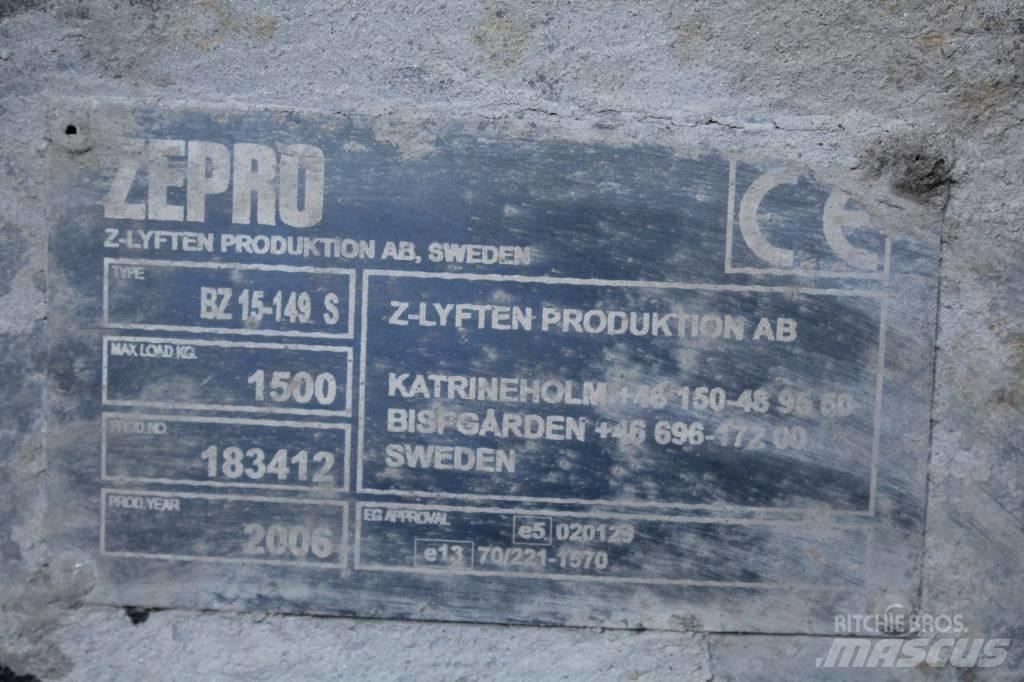 ZEPRO
CE
Z-LYFTEN PRODUKTION AB, SWEDEN
TYPE
BZ 15-149 S
MAX LOAD KG.
1500
PROD.NO.
183412
PROD.YEAR
2006
Z-LYFTEN PRODUKTION AB
KATRINEHOLM +46 150-48 95 50
BISPGÅRDEN +46 696-172 00
SWEDEN
EG APPROVAL
e5 020129
e13 70/221-1570
RITCHIE BROS.
MASCUS